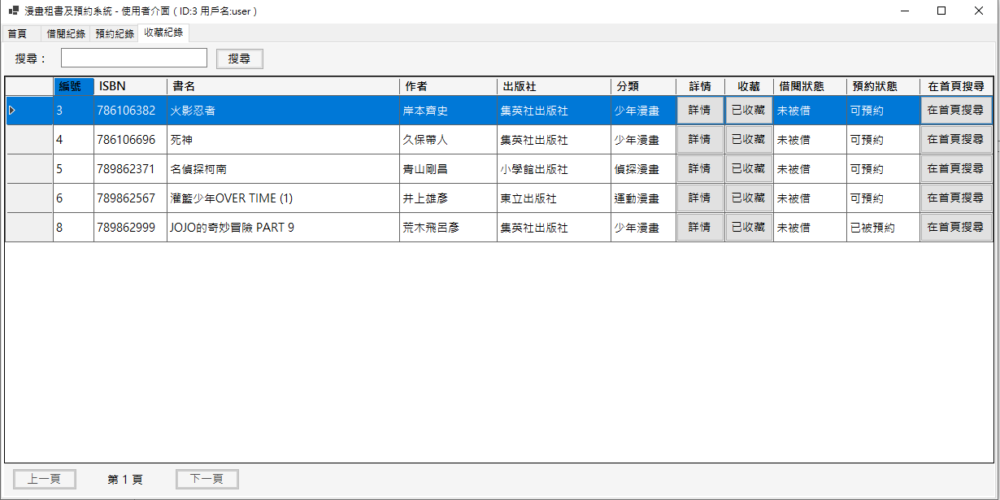 漫畫租書及預約系統 - 使用者介面 ( ID:3 用戶名:user )
首頁 借閱紀錄 預約紀錄 收藏紀錄
搜尋： 搜尋
編號 ISBN 書名 作者 出版社 分類 詳情 收藏 借閱狀態 預約狀態 在首頁搜尋
3 786106382 火影忍者 岸本齊史 集英社出版社 少年漫畫 詳情 已收藏 未被借 可預約 在首頁搜尋
4 786106696 死神 久保帶人 集英社出版社 少年漫畫 詳情 已收藏 未被借 可預約 在首頁搜尋
5 789862371 名偵探柯南 青山剛昌 小學館出版社 偵探漫畫 詳情 已收藏 未被借 可預約 在首頁搜尋
6 789862567 灌籃少年OVER TIME (1) 井上雄彥 東立出版社 運動漫畫 詳情 已收藏 未被借 可預約 在首頁搜尋
8 789862999 JOJO的奇妙冒險 PART 9 荒木飛呂彥 集英社出版社 少年漫畫 詳情 已收藏 未被借 已被預約 在首頁搜尋
上一頁 第 1 頁 下一頁